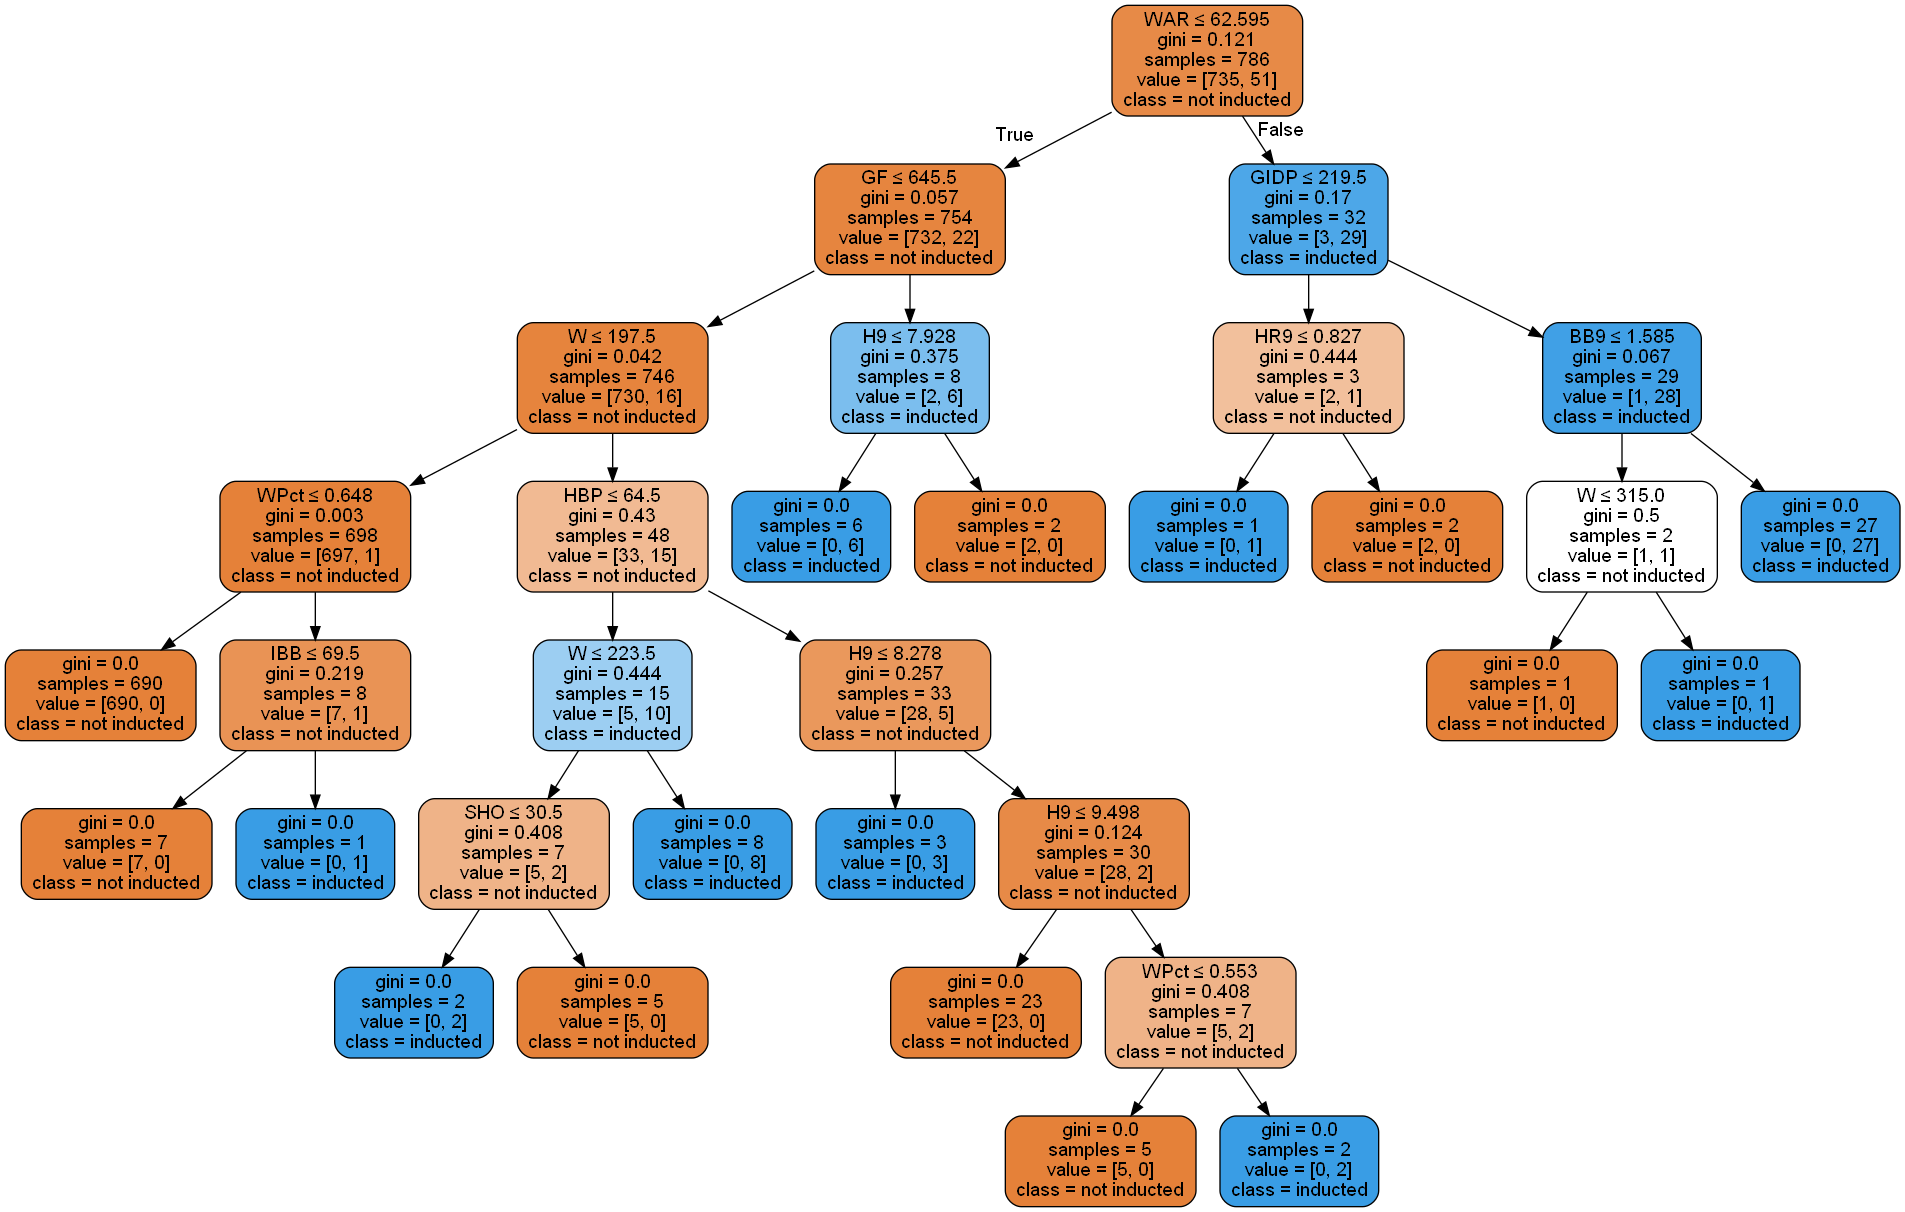 WAR ≤ 62.595
gini = 0.121
samples = 786
value = [735, 51]
class = not inducted
True
False
GF ≤ 645.5
gini = 0.057
samples = 754
value = [732, 22]
class = not inducted
GIDP ≤ 219.5
gini = 0.17
samples = 32
value = [3, 29]
class = inducted
W ≤ 197.5
gini = 0.042
samples = 746
value = [730, 16]
class = not inducted
H9 ≤ 7.928
gini = 0.375
samples = 8
value = [2, 6]
class = inducted
HR9 ≤ 0.827
gini = 0.444
samples = 3
value = [2, 1]
class = not inducted
BB9 ≤ 1.585
gini = 0.067
samples = 29
value = [1, 28]
class = inducted
WPct ≤ 0.648
gini = 0.003
samples = 698
value = [697, 1]
class = not inducted
HBP ≤ 64.5
gini = 0.43
samples = 48
value = [33, 15]
class = not inducted
gini = 0.0
samples = 6
value = [0, 6]
class = inducted
gini = 0.0
samples = 2
value = [2, 0]
class = not inducted
gini = 0.0
samples = 1
value = [0, 1]
class = inducted
gini = 0.0
samples = 2
value = [2, 0]
class = not inducted
W ≤ 315.0
gini = 0.5
samples = 2
value = [1, 1]
class = not inducted
gini = 0.0
samples = 27
value = [0, 27]
class = inducted
gini = 0.0
samples = 690
value = [690, 0]
class = not inducted
IBB ≤ 69.5
gini = 0.219
samples = 8
value = [7, 1]
class = not inducted
W ≤ 223.5
gini = 0.444
samples = 15
value = [5, 10]
class = inducted
H9 ≤ 8.278
gini = 0.257
samples = 33
value = [28, 5]
class = not inducted
gini = 0.0
samples = 1
value = [1, 0]
class = not inducted
gini = 0.0
samples = 1
value = [0, 1]
class = inducted
gini = 0.0
samples = 7
value = [7, 0]
class = not inducted
gini = 0.0
samples = 1
value = [0, 1]
class = inducted
SHO ≤ 30.5
gini = 0.408
samples = 7
value = [5, 2]
class = not inducted
gini = 0.0
samples = 8
value = [0, 8]
class = inducted
gini = 0.0
samples = 3
value = [0, 3]
class = inducted
H9 ≤ 9.498
gini = 0.124
samples = 30
value = [28, 2]
class = not inducted
gini = 0.0
samples = 2
value = [0, 2]
class = inducted
gini = 0.0
samples = 5
value = [5, 0]
class = not inducted
gini = 0.0
samples = 23
value = [23, 0]
class = not inducted
WPct ≤ 0.553
gini = 0.408
samples = 7
value = [5, 2]
class = not inducted
gini = 0.0
samples = 5
value = [5, 0]
class = not inducted
gini = 0.0
samples = 2
value = [0, 2]
class = inducted